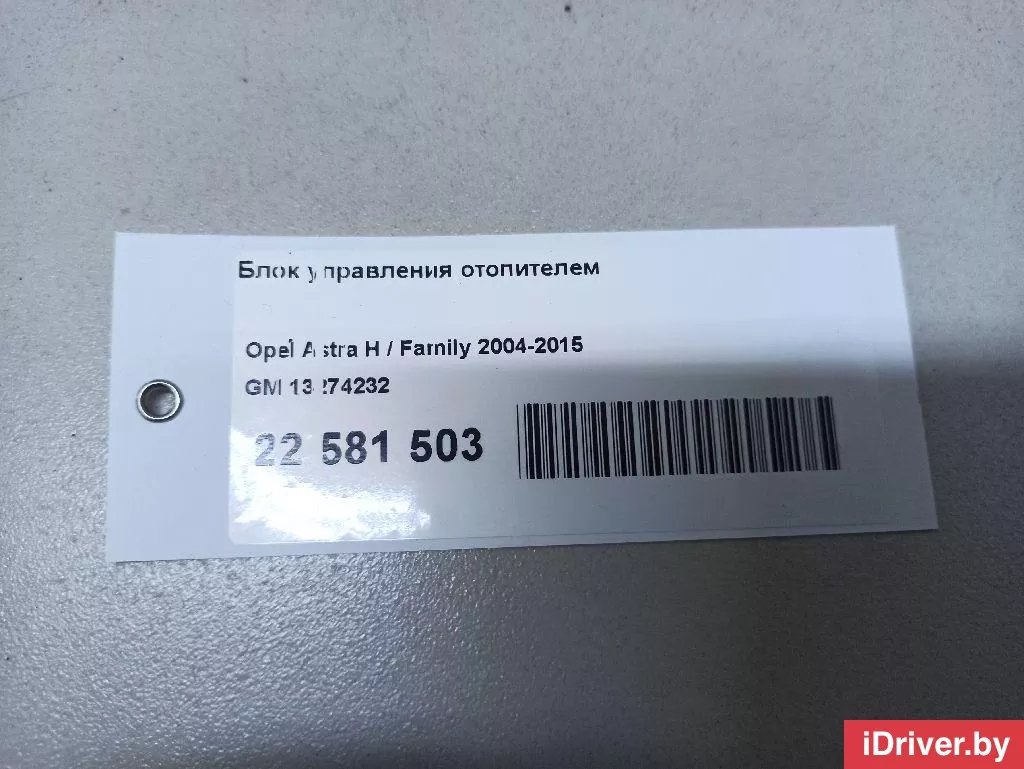 Блок управления отопителем
Opel Astra H / Family 2004-2015
GM 13274232
22 581 503
iDriver.by